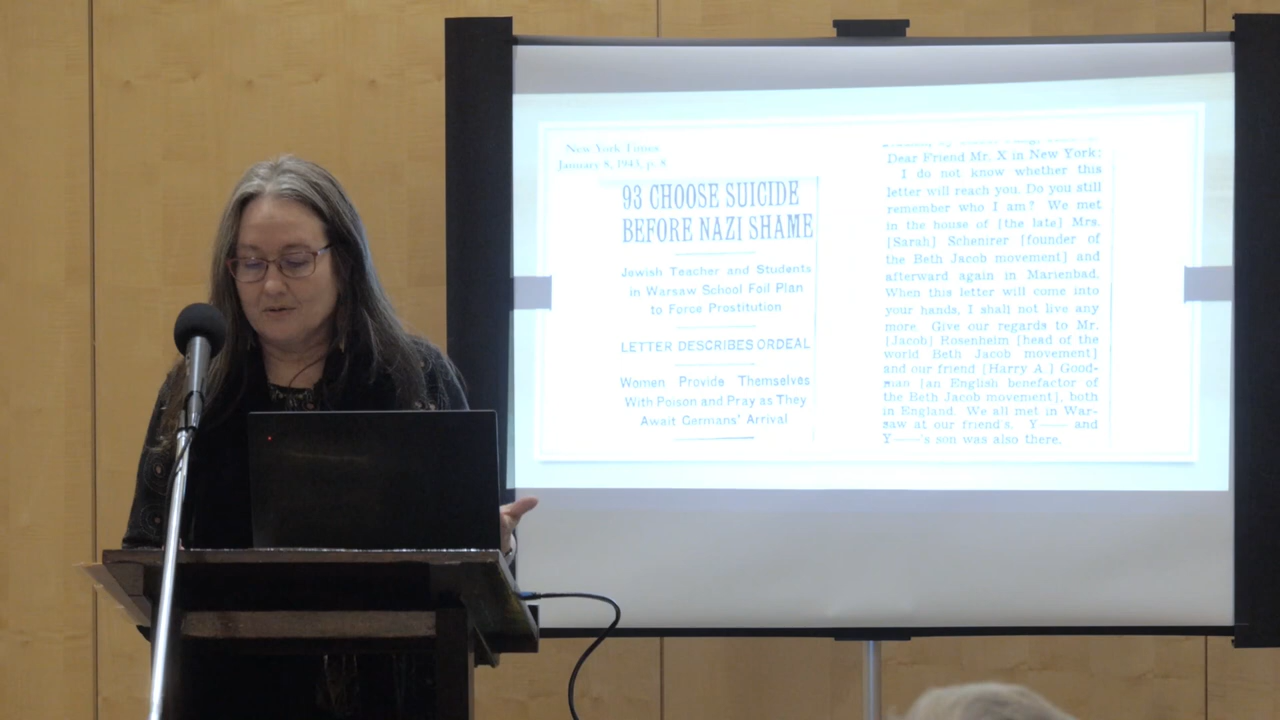 New York Times
January 8, 1943, p. 8
93 CHOOSE SUICIDE
BEFORE NAZI SHAME
Jewish Teacher and Students
in Warsaw School Foil Plan
to Force Prostitution
LETTER DESCRIBES ORDEAL
Women Provide Themselves
With Poison and Pray as They
Await Germans' Arrival
Dear Friend Mr. X in New York:
I do not know whether this
letter will reach you. Do you still
remember who I am? We met
in the house of [the late] Mrs.
[Sarah] Schenirer [founder of
the Beth Jacob movement] and
afterward again in Marienbad.
When this letter will come into
your hands, I shall not live any
more. Give our regards to Mr.
[Jacob] Rosenheim [head of the
world Beth Jacob movement]
and our friend [Harry A.] Good-
man [an English benefactor of
the Beth Jacob movement], both
in England. We all met in War-
saw at our friend's. Y—— and
Y——'s son was also there.